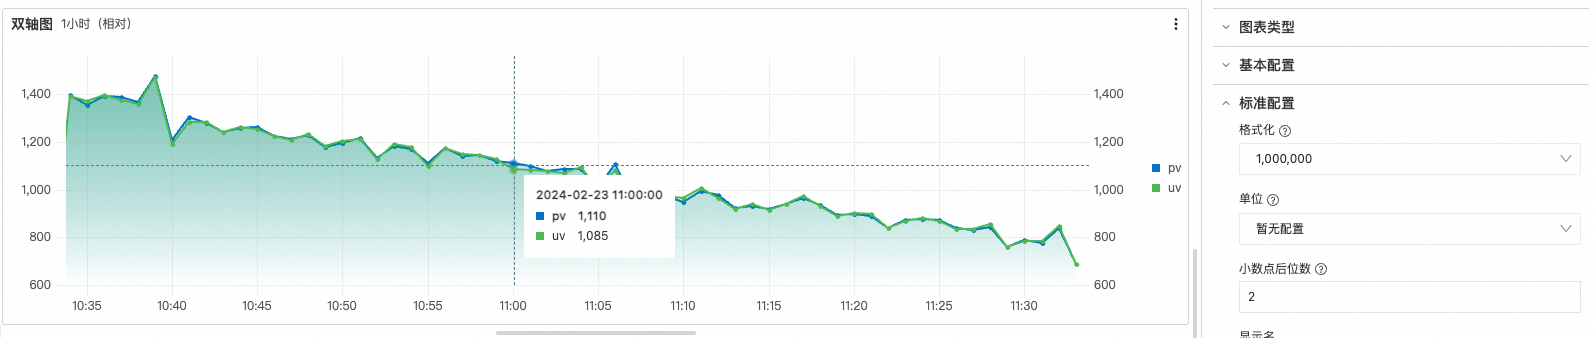 双轴图 1小时（相对）
1,400
1,200
1,000
800
600
1,400
1,200
1,000
800
600
2024-02-23 11:00:00
pv 1,110
uv 1,085
10:35 10:40 10:45 10:50 10:55 11:00 11:05 11:10 11:15 11:20 11:25 11:30
pv
uv
图表类型
基本配置
标准配置
格式化
1,000,000
单位
暂无配置
小数点后位数
2
显示名